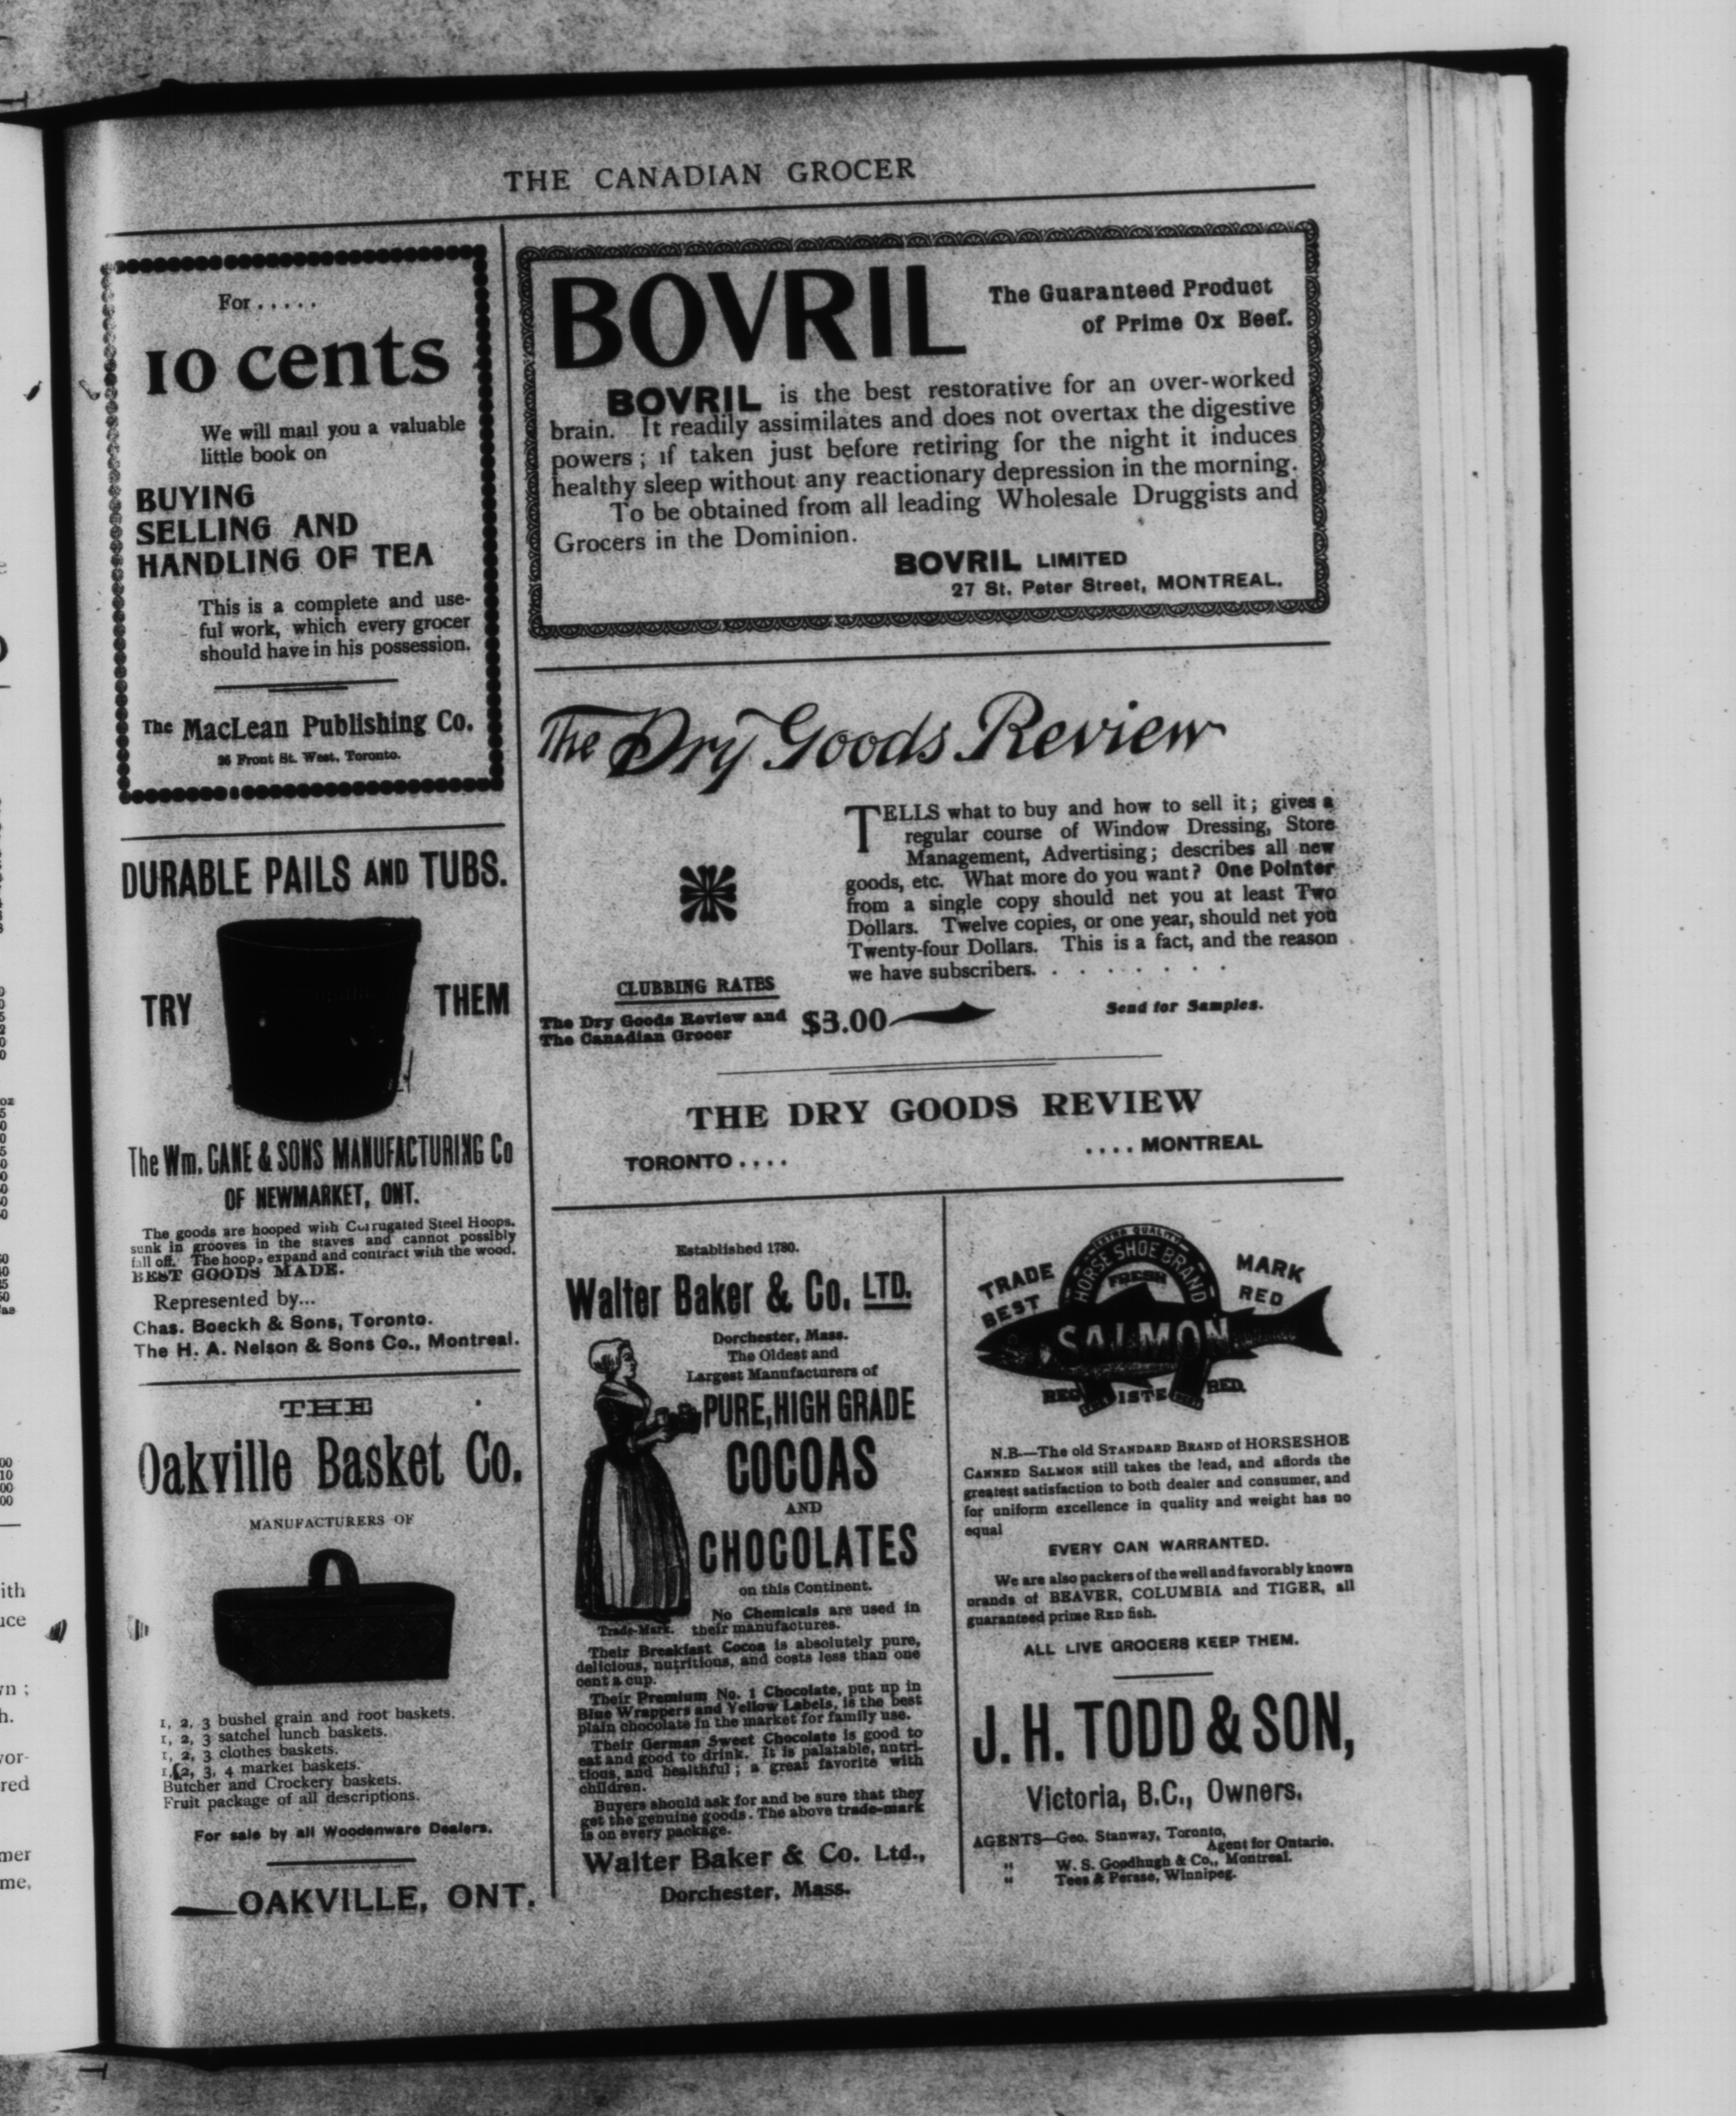 THE CANADIAN GROCER
For.....
10 cents
We will mail you a valuable
little book on
BUYING
SELLING AND
HANDLING OF TEA
This is a complete and use-
ful work, which every grocer
should have in his possession.
The MacLean Publishing Co.
26 Front St. West, Toronto.
DURABLE PAILS AND TUBS.
TRY
THEM
The Wm. CANE & SONS MANUFACTURING Co
OF NEWMARKET, ONT.
The goods are hooped with Corrugated Steel Hoops,
sunk in grooves in the staves and cannot possibly
fall off. The hoops expand and contract with the wood.
BEST GOODS MADE.
Represented by...
Chas. Boeckh & Sons, Toronto.
The H. A. Nelson & Sons Co., Montreal.
THE
Oakville Basket Co.
MANUFACTURERS OF
1, 2, 3 bushel grain and root baskets.
1, 2, 3 satchel lunch baskets.
1, 2, 3 clothes baskets.
1, 2, 3, 4 market baskets.
Butcher and Crockery baskets.
Fruit package of all descriptions.
For sale by all Woodenware Dealers.
OAKVILLE, ONT.
BOVRIL
The Guaranteed Product
of Prime Ox Beef.
BOVRIL is the best restorative for an over-worked
brain. It readily assimilates and does not overtax the digestive
powers; if taken just before retiring for the night it induces
healthy sleep without any reactionary depression in the morning.
To be obtained from all leading Wholesale Druggists and
Grocers in the Dominion.
BOVRIL LIMITED
27 St. Peter Street, MONTREAL.
The Dry Goods Review
TELLS what to buy and how to sell it; gives a
regular course of Window Dressing, Store
Management, Advertising; describes all new
goods, etc. What more do you want? One Pointer
from a single copy should net you at least Two
Dollars. Twelve copies, or one year, should net you
Twenty-four Dollars. This is a fact, and the reason
we have subscribers. . . . . . . .
CLUBBING RATES
The Dry Goods Review and
The Canadian Grocer
$3.00
Send for Samples.
THE DRY GOODS REVIEW
TORONTO....
....MONTREAL
Established 1780.
Walter Baker & Co. LTD.
Dorchester, Mass.
The Oldest and
Largest Manufacturers of
PURE, HIGH GRADE
COCOAS
AND
CHOCOLATES
on this Continent.
No Chemicals are used in
Trade-Mark. their manufactures.
Their Breakfast Cocoa is absolutely pure,
delicious, nutritious, and costs less than one
cent a cup.
Their Premium No. 1 Chocolate, put up in
Blue Wrappers and Yellow Labels, is the best
plain chocolate in the market for family use.
Their German Sweet Chocolate is good to
eat and good to drink. It is palatable, nutri-
tious, and healthful; a great favorite with
children.
Buyers should ask for and be sure that they
get the genuine goods. The above trade-mark
is on every package.
Walter Baker & Co. Ltd.,
Dorchester, Mass.
EXTRA QUALITY
HORSE SHOE BRAND
FRESH
TRADE
MARK
BEST
RED
SALMON
REG ISTE RED
N.B—The old STANDARD BRAND of HORSESHOE
CANNED SALMON still takes the lead, and affords the
greatest satisfaction to both dealer and consumer, and
for uniform excellence in quality and weight has no
equal
EVERY CAN WARRANTED.
We are also packers of the well and favorably known
brands of BEAVER, COLUMBIA and TIGER, all
guaranteed prime RED fish.
ALL LIVE GROCERS KEEP THEM.
J. H. TODD & SON,
Victoria, B.C., Owners.
AGENTS—Geo. Stanway, Toronto,
Agent for Ontario.
" W. S. Goodhugh & Co., Montreal.
" Tees & Persse, Winnipeg.